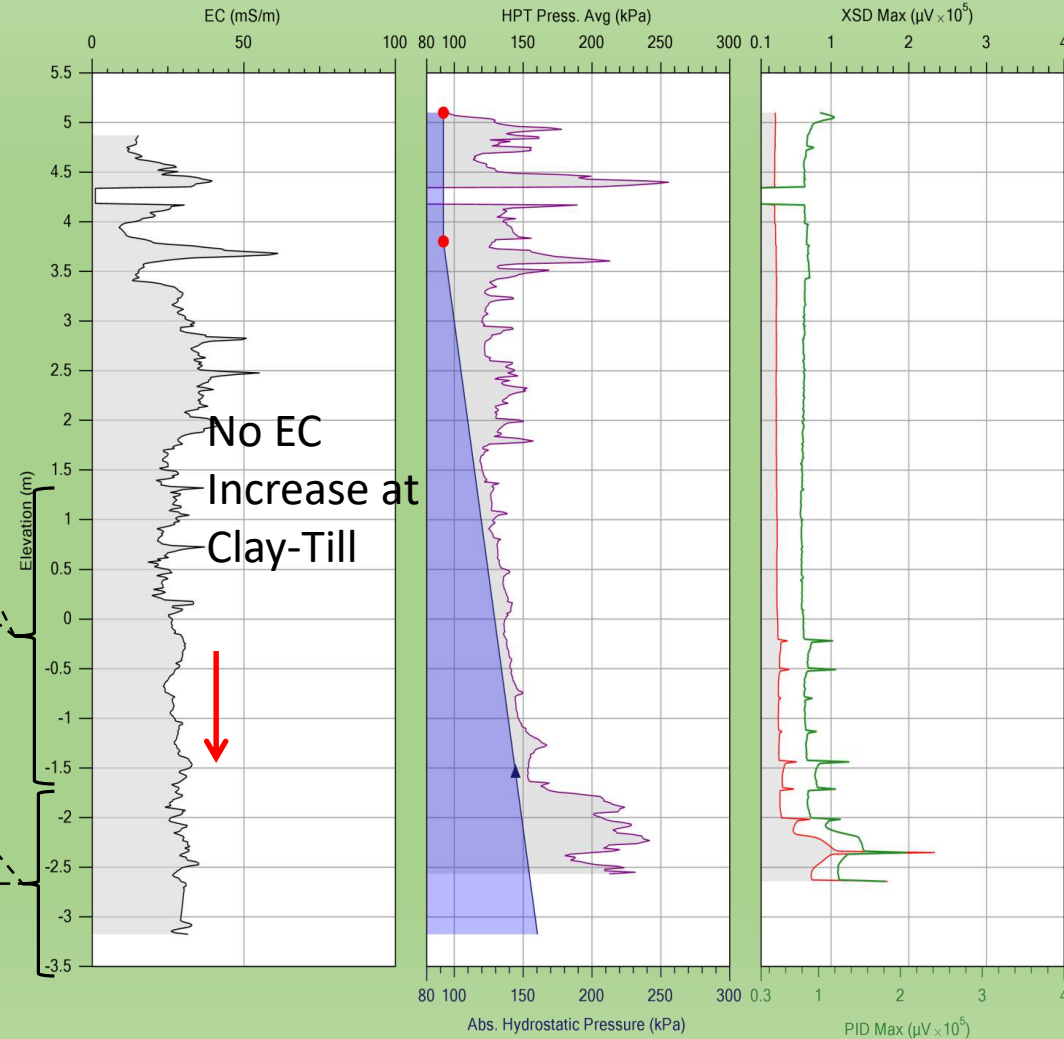 EC (mS/m)
HPT Press. Avg (kPa)
XSD Max (µV ×10⁵)
0 50 100
80 100 150 200 250 300
0.1 1 2 3 4
5.5
5
4.5
4
3.5
3
2.5
2
1.5
1
0.5
0
-0.5
-1
-1.5
-2
-2.5
-3
-3.5
Elevation (m)
No EC
Increase at
Clay-Till
80 100 150 200 250 300
0.3 1 2 3 4
Abs. Hydrostatic Pressure (kPa)
PID Max (µV ×10⁵)